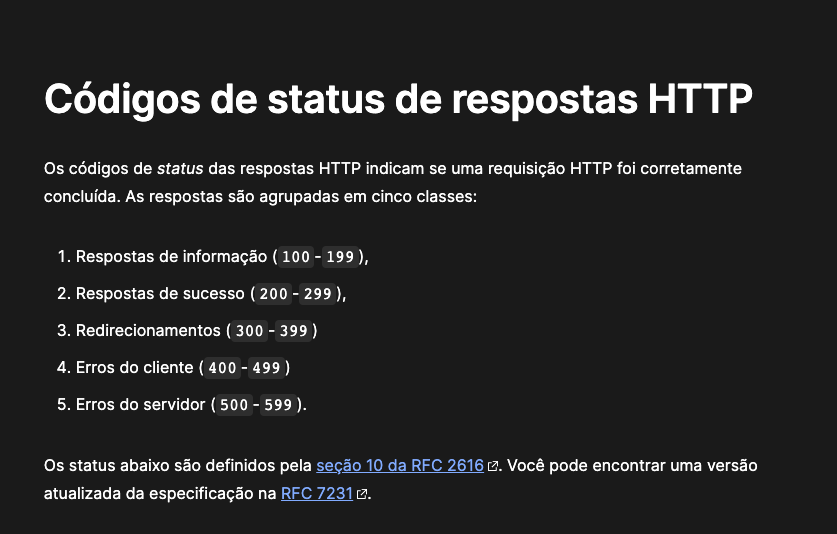 Códigos de status de respostas HTTP
Os códigos de status das respostas HTTP indicam se uma requisição HTTP foi corretamente
concluída. As respostas são agrupadas em cinco classes:
1. Respostas de informação (100-199),
2. Respostas de sucesso (200-299),
3. Redirecionamentos (300-399)
4. Erros do cliente (400-499)
5. Erros do servidor (500-599).
Os status abaixo são definidos pela seção 10 da RFC 2616. Você pode encontrar uma versão
atualizada da especificação na RFC 7231.